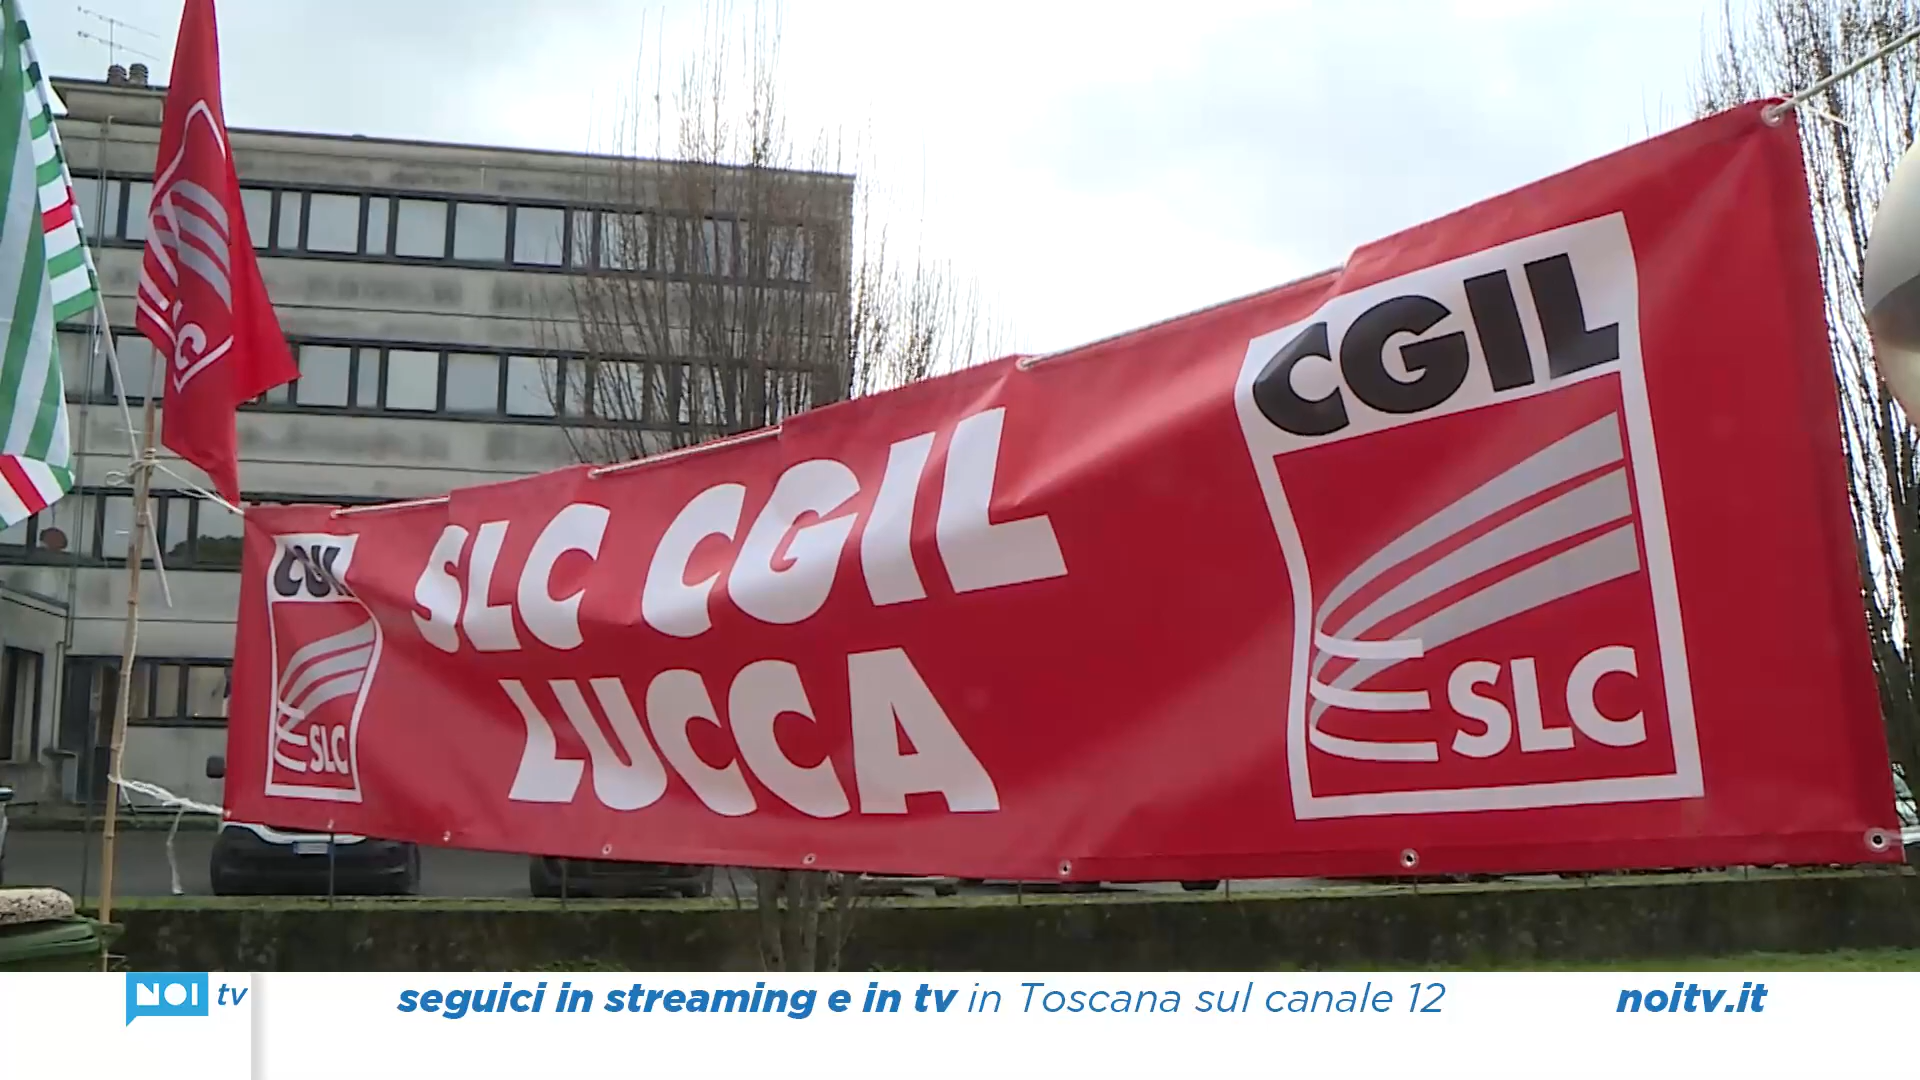 CGIL
SLC
SLC CGIL
LUCCA
CGIL
SLC
NOI tv
seguici in streaming e in tv in Toscana sul canale 12
noitv.it